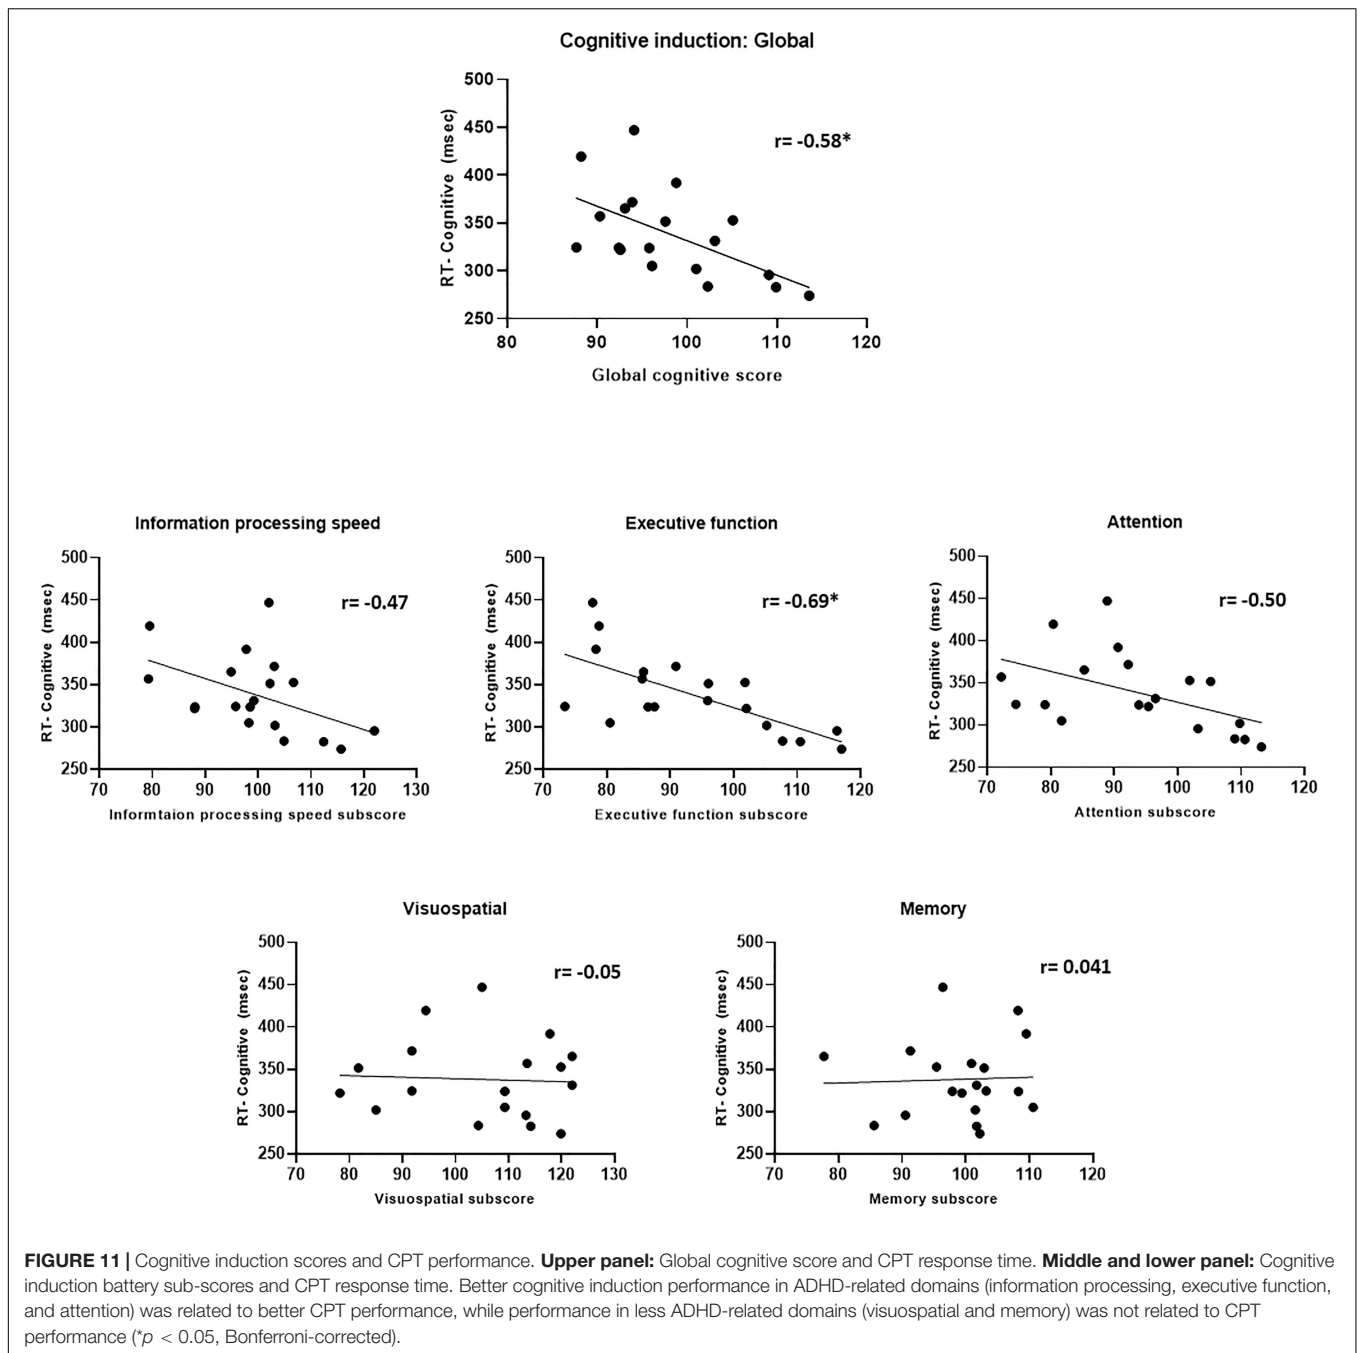 Cognitive induction: Global
500
450
400
350
300
250
RT- Cognitive (msec)
r= -0.58*
80 90 100 110 120
Global cognitive score
Information processing speed
500
450
400
350
300
250
RT- Cognitive (msec)
r= -0.47
70 80 90 100 110 120 130
Informtaion processing speed subscore
Executive function
500
450
400
350
300
250
RT- Cognitive (msec)
r= -0.69*
70 80 90 100 110 120
Executive function subscore
Attention
500
450
400
350
300
250
RT- Cognitive (msec)
r= -0.50
70 80 90 100 110 120
Attention subscore
Visuospatial
500
450
400
350
300
250
RT- Cognitive (msec)
r= -0.05
70 80 90 100 110 120 130
Visuospatial subscore
Memory
500
450
400
350
300
250
RT- Cognitive (msec)
r= 0.041
70 80 90 100 110 120
Memory subscore
FIGURE 11 | Cognitive induction scores and CPT performance. Upper panel: Global cognitive score and CPT response time. Middle and lower panel: Cognitive
induction battery sub-scores and CPT response time. Better cognitive induction performance in ADHD-related domains (information processing, executive function,
and attention) was related to better CPT performance, while performance in less ADHD-related domains (visuospatial and memory) was not related to CPT
performance (*p < 0.05, Bonferroni-corrected).